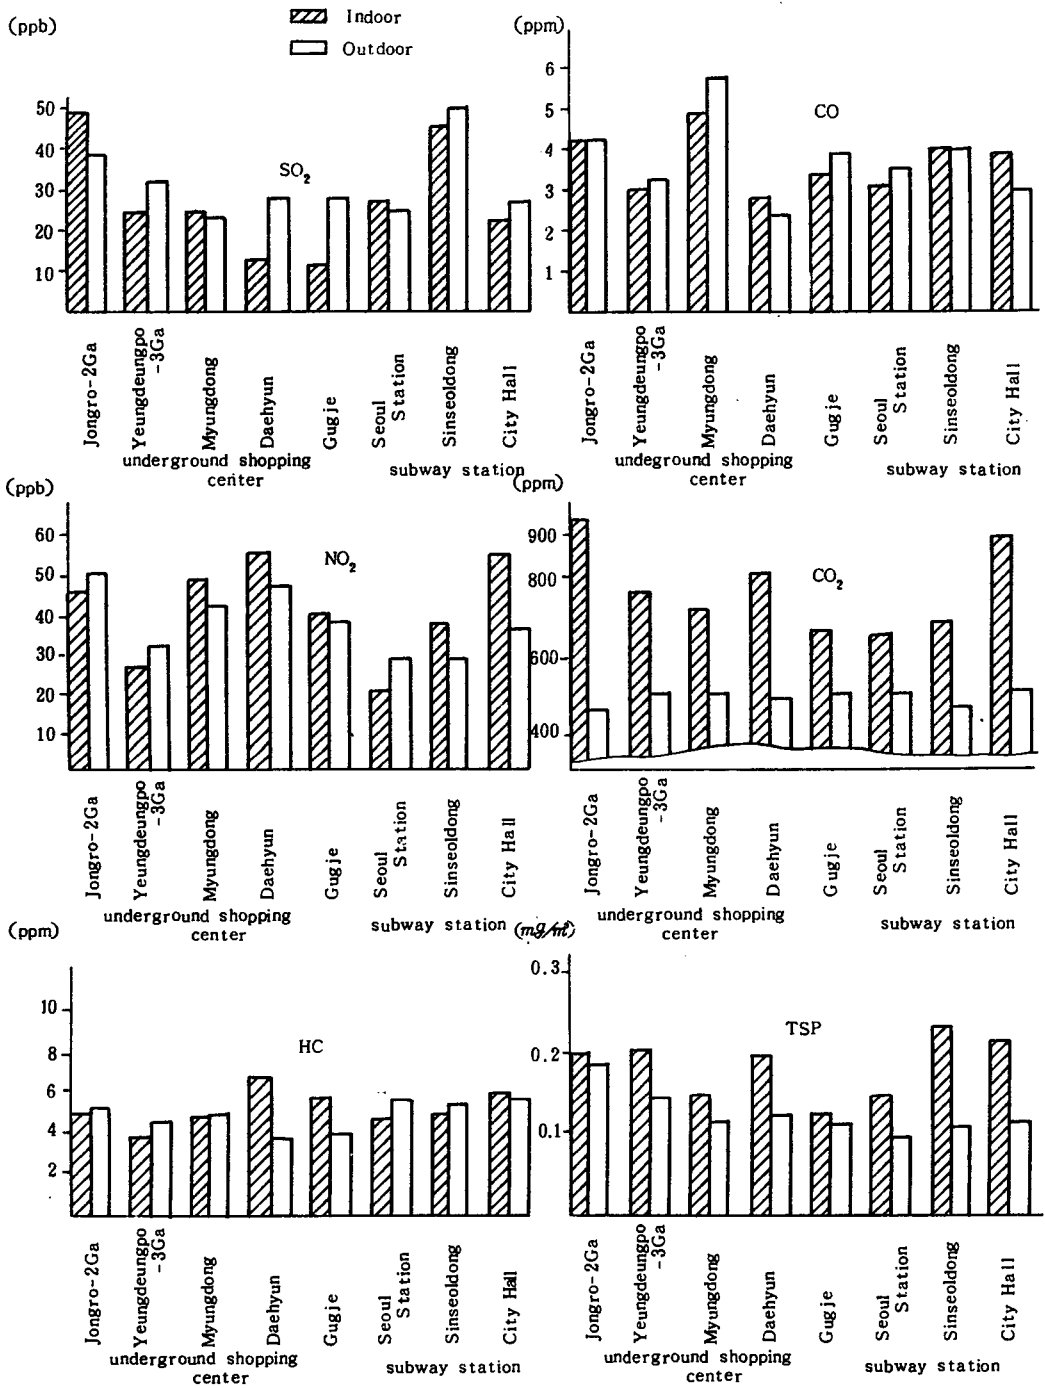 (ppb)
Indoor
Outdoor
50
40
30
20
10
SO₂
Jongro-2Ga
Yeungdeungpo
-3Ga
Myungdong
Daehyun
Gugje
Seoul
Station
Sinseoldong
City Hall
underground shopping
center
subway station
(ppm)
6
5
4
3
2
1
CO
Jongro-2Ga
Yeungdeungpo
-3Ga
Myungdong
Daehyun
Gugje
Seoul
Station
Sinseoldong
City Hall
underground shopping
center
subway station
(ppb)
60
50
40
30
20
10
NO₂
Jongro-2Ga
Yeungdeungpo
-3Ga
Myungdong
Daehyun
Gugje
Seoul
Station
Sinseoldong
City Hall
underground shopping
center
subway station
(ppm)
900
800
600
400
CO₂
Jongro-2Ga
Yeungdeungpo
-3Ga
Myungdong
Daehyun
Gugje
Seoul
Station
Sinseoldong
City Hall
underground shopping
center
subway station
(ppm)
10
8
6
4
2
HC
Jongro-2Ga
Yeungdeungpo
-3Ga
Myungdong
Daehyun
Gugje
Seoul
Station
Sinseoldong
City Hall
underground shopping
center
subway station
(mg/㎥)
0.3
0.2
0.1
TSP
Jongro-2Ga
Yeungdeungpo
-3Ga
Myungdong
Daehyun
Gugje
Seoul
Station
Sinseoldong
City Hall
underground shopping
center
subway station